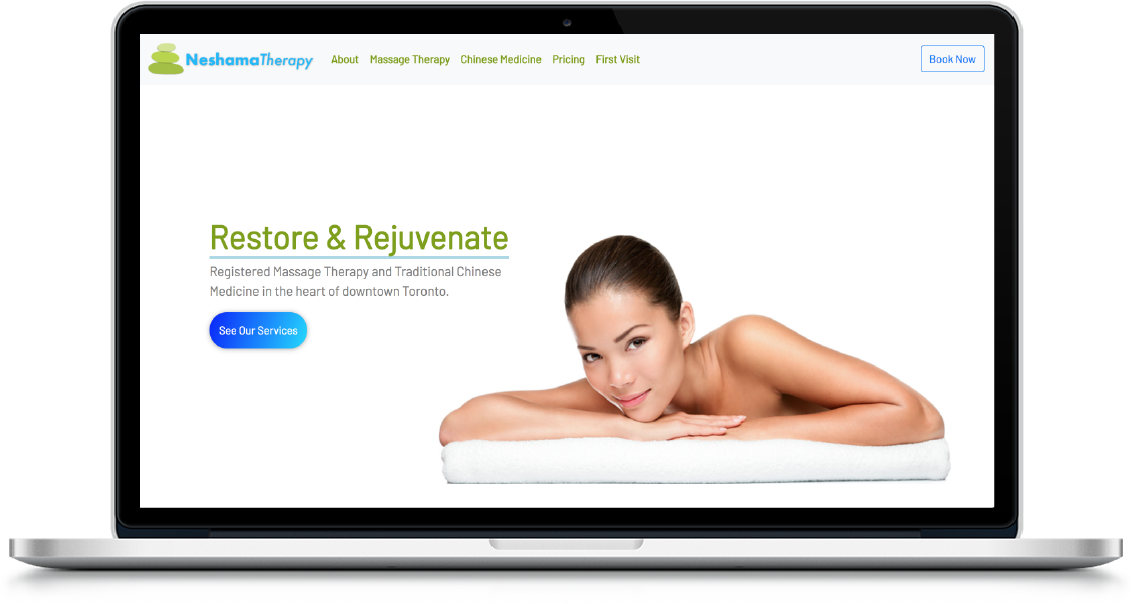 NeshamaTherapy
About Massage Therapy Chinese Medicine Pricing First Visit
Book Now
Restore & Rejuvenate
Registered Massage Therapy and Traditional Chinese
Medicine in the heart of downtown Toronto.
See Our Services